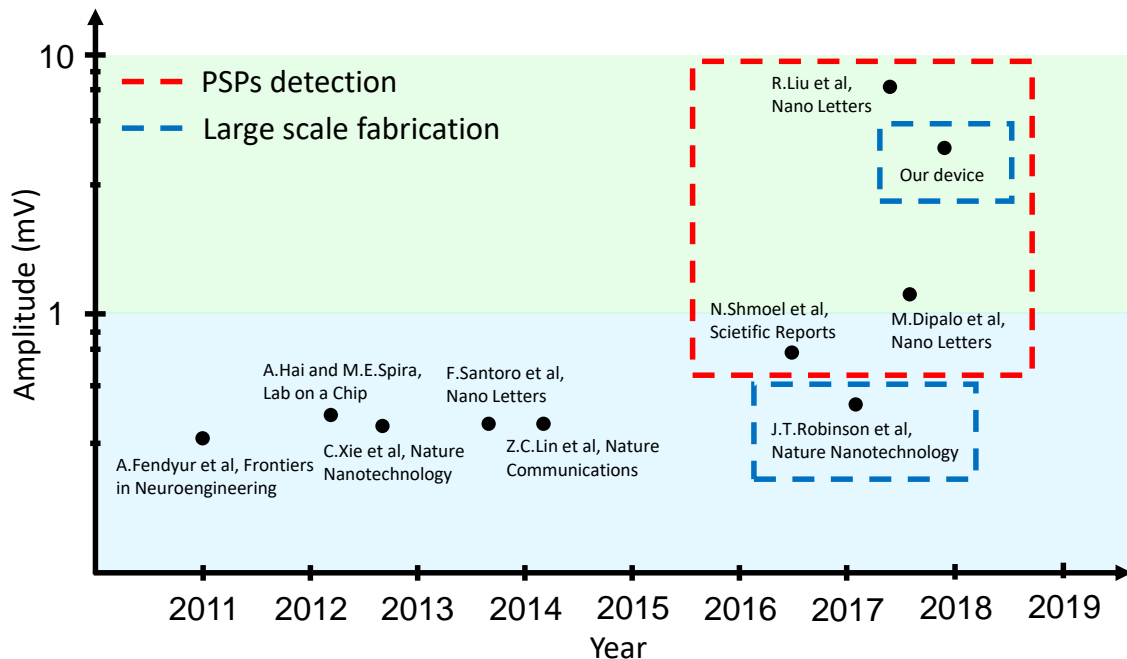 10
PSPs detection
Large scale fabrication
R.Liu et al,
Nano Letters
Our device
Amplitude (mV)
1
N.Shmoel et al,
Scietific Reports
M.Dipalo et al,
Nano Letters
A.Hai and M.E.Spira,
Lab on a Chip
F.Santoro et al,
Nano Letters
A.Fendyur et al, Frontiers
in Neuroengineering
C.Xie et al, Nature
Nanotechnology
Z.C.Lin et al, Nature
Communications
J.T.Robinson et al,
Nature Nanotechnology
2011 2012 2013 2014 2015 2016 2017 2018 2019
Year